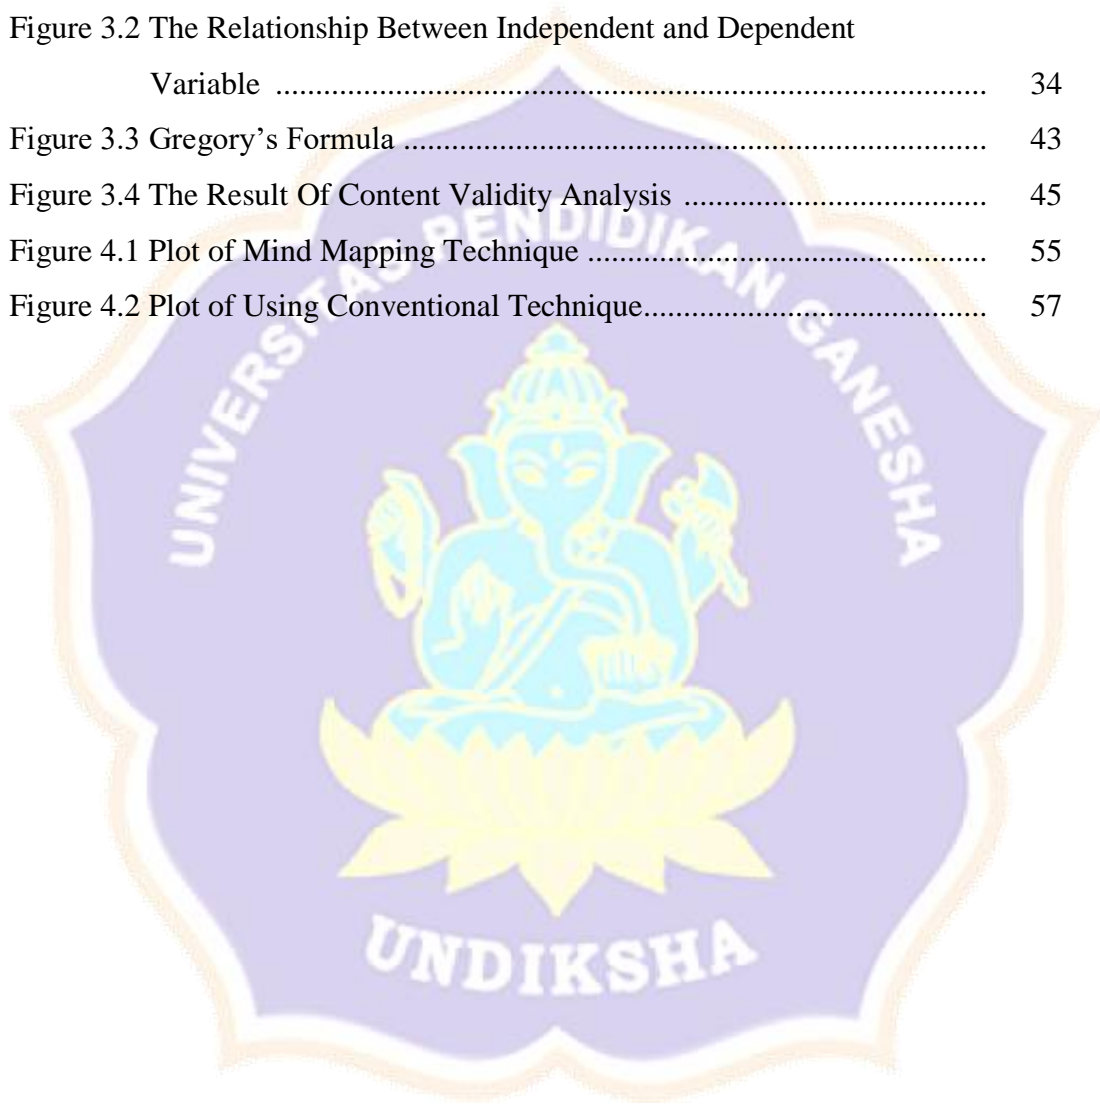 Figure 3.2 The Relationship Between Independent and Dependent
Variable ......................................................................................... 34
Figure 3.3 Gregory’s Formula ......................................................................... 43
Figure 3.4 The Result Of Content Validity Analysis ...................................... 45
Figure 4.1 Plot of Mind Mapping Technique .................................................. 55
Figure 4.2 Plot of Using Conventional Technique........................................... 57
UNIVERSITAS PENDIDIKAN GANESHA
UNDIKSHA